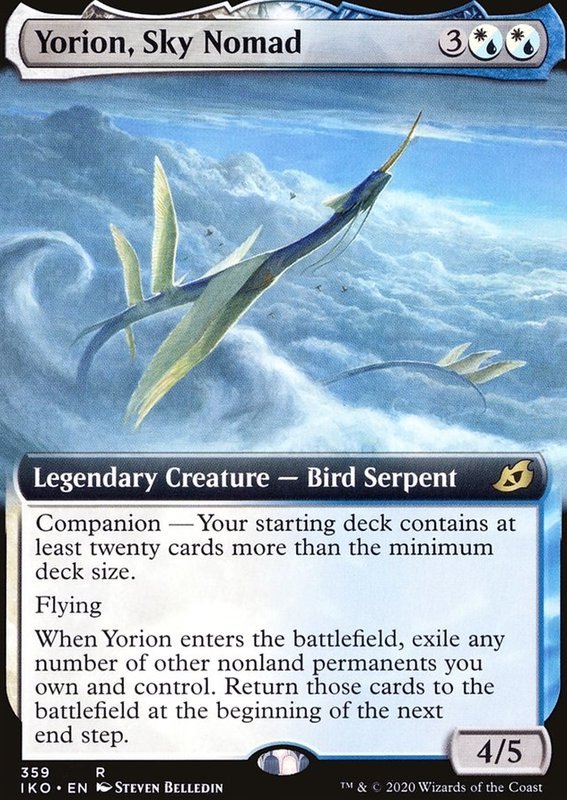 Yorion, Sky Nomad 3
Legendary Creature — Bird Serpent
Companion — Your starting deck contains at
least twenty cards more than the minimum
deck size.
Flying
When Yorion enters the battlefield, exile any
number of other nonland permanents you
own and control. Return those cards to the
battlefield at the beginning of the next
end step.
4/5
359 R
IKO • EN Steven Belledin
™ & © 2020 Wizards of the Coast